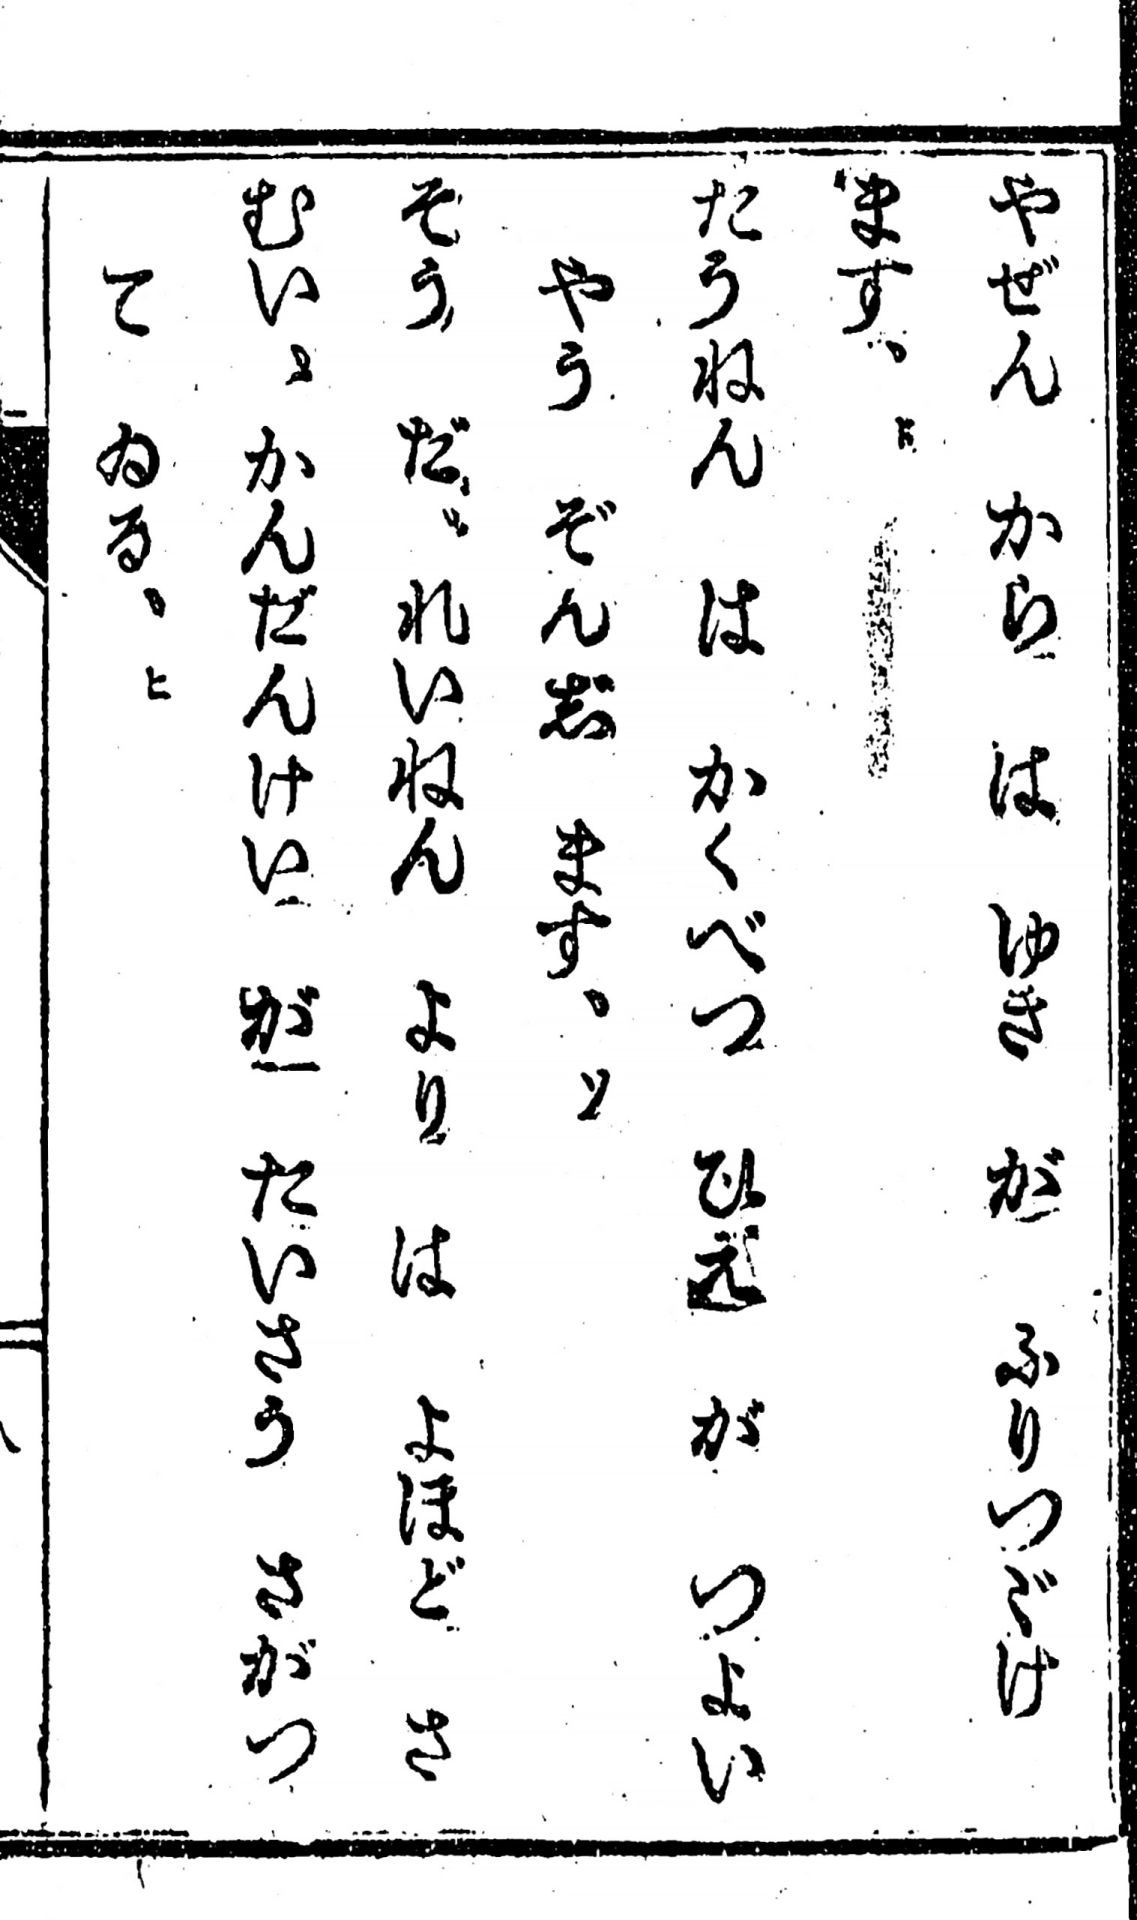 やぜん から は ゆき が ふりつゞけ
ます、
たうねん は かくべつ ひえ が つよい
やう ぞんじ ます、ソ
そう だ、れいねん より は よほど さ
むい、かんだんけい が たいさう さがつ
て ゐる、ヒ